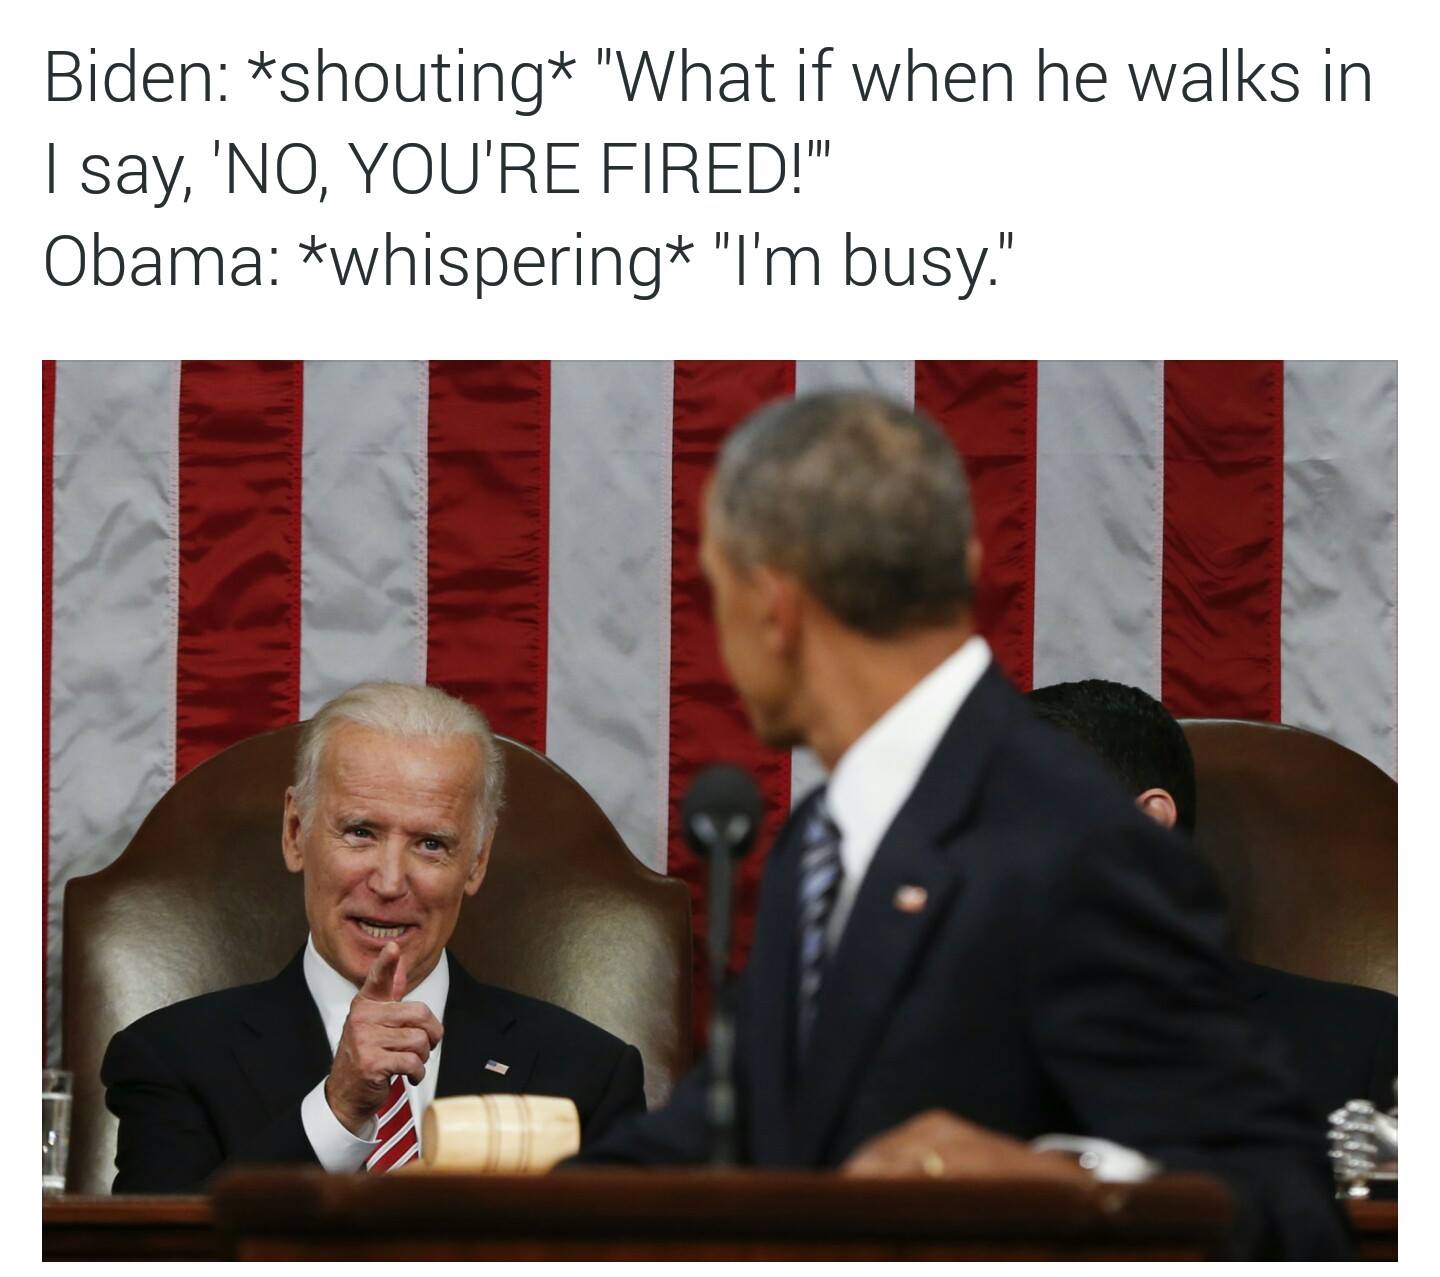 Biden: *shouting* "What if when he walks in
I say, 'NO, YOU'RE FIRED!'"
Obama: *whispering* "I'm busy."